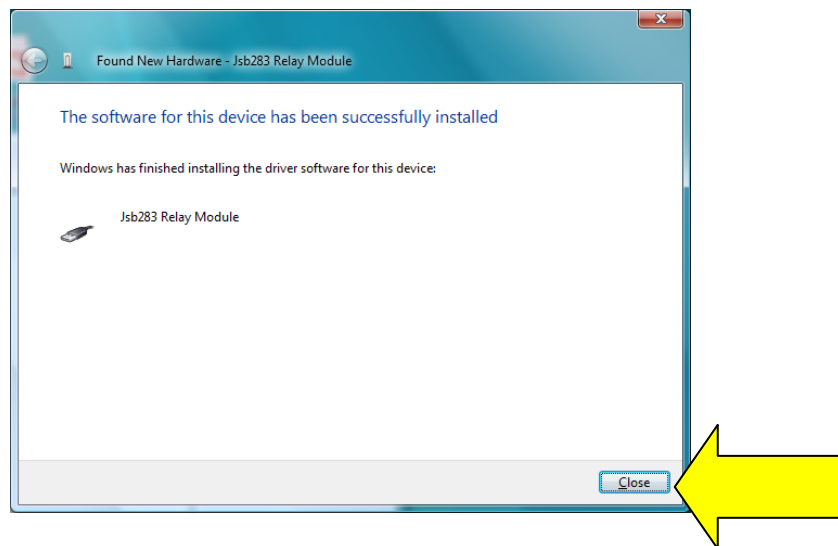 Found New Hardware - Jsb283 Relay Module
The software for this device has been successfully installed
Windows has finished installing the driver software for this device:
Jsb283 Relay Module
Close